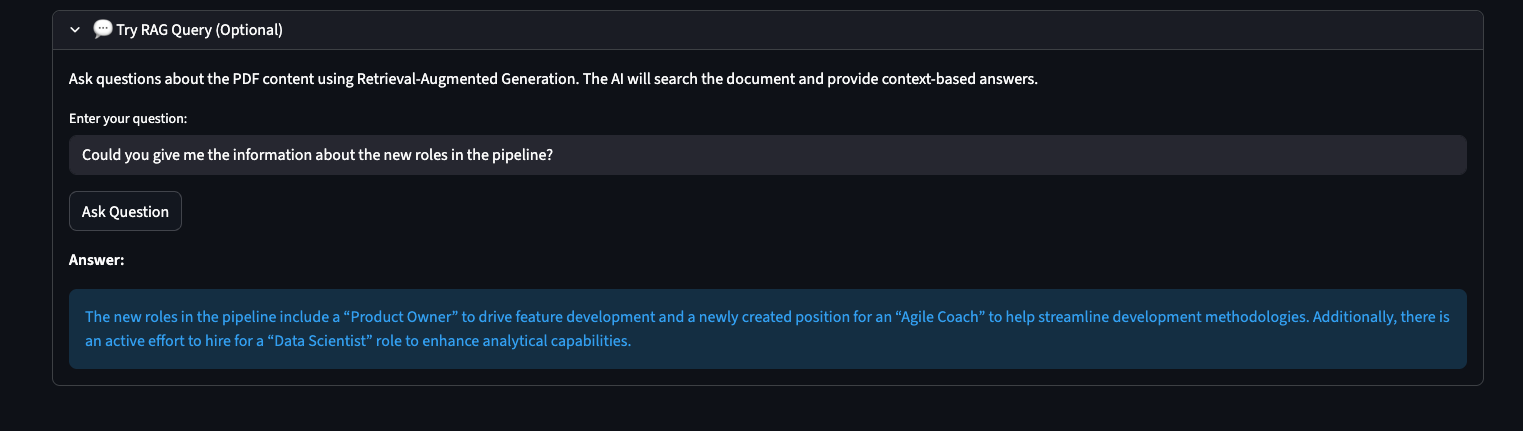 💬 Try RAG Query (Optional)
Ask questions about the PDF content using Retrieval-Augmented Generation. The AI will search the document and provide context-based answers.
Enter your question:
Could you give me the information about the new roles in the pipeline?
Ask Question
Answer:
The new roles in the pipeline include a “Product Owner” to drive feature development and a newly created position for an “Agile Coach” to help streamline development methodologies. Additionally, there is
an active effort to hire for a “Data Scientist” role to enhance analytical capabilities.